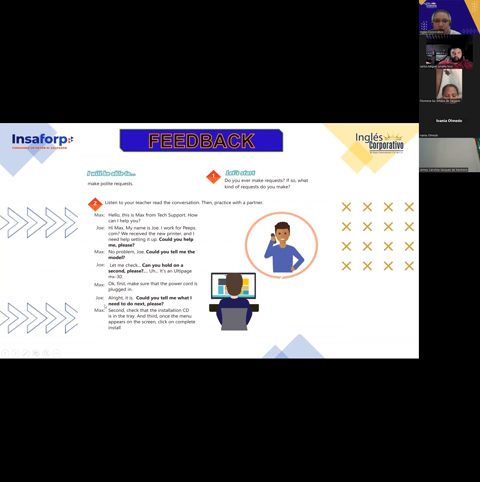 Insaforp
FEEDBACK
Inglés
Corporativo
I will be able to...
make polite requests.
1
Let's start
Do you ever make requests? If so, what
kind of requests do you make?
2
Listen to your teacher read the conversation. Then, practice with a partner.
Max: Hello, this is Max from Tech Support. How
can I help you?
Joe: Hi Max. My name is Joe. I work for Peeps.
com? We received the new printer, and I
need help setting it up. Could you help
me, please?
Max: No problem, Joe. Could you tell me the
model?
Joe: Let me check... Can you hold on a
second, please?... Uh... It's an Ultipage
mx-30.
Max: Ok, first, make sure that the power cord is
plugged in.
Joe: Alright, it is. Could you tell me what I
need to do next, please?
Max: Second, check that the installation CD
is in the tray. And third, once the menu
appears on the screen, click on complete
install
Irania Olmedo